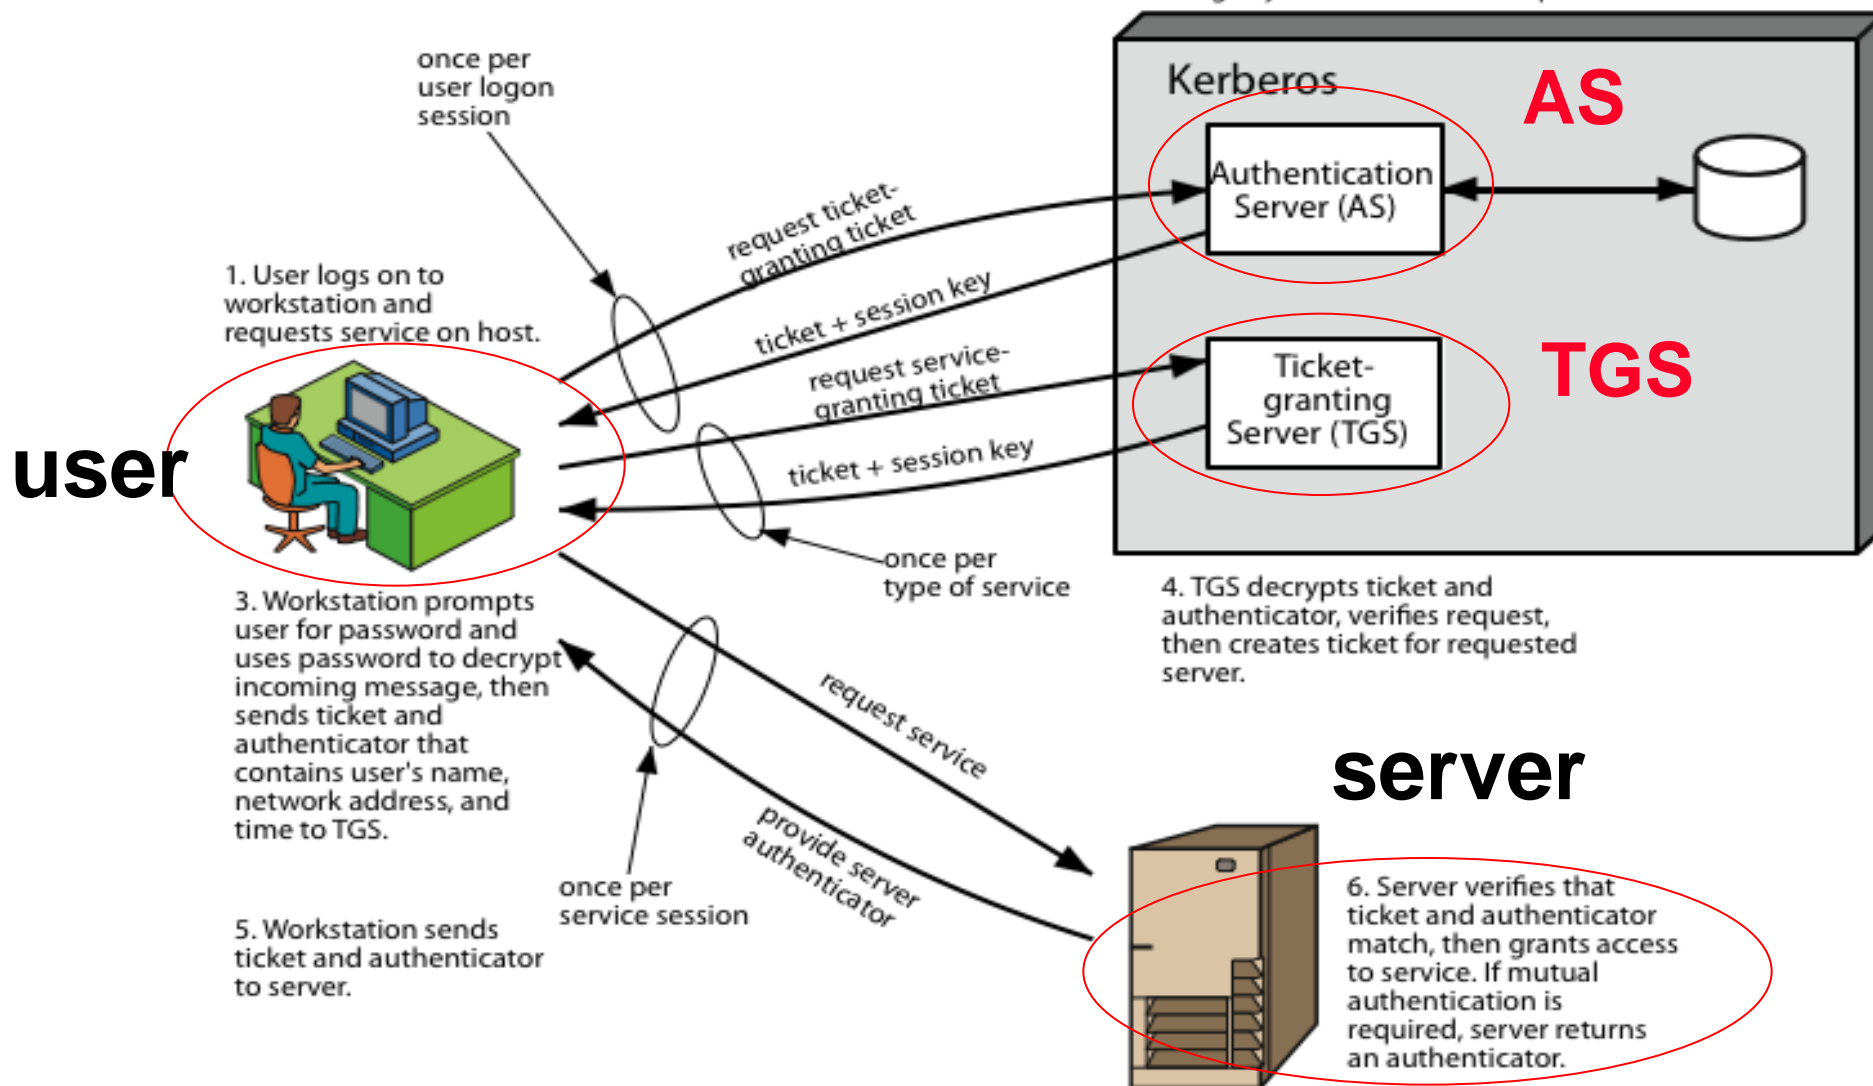 once per
user logon
session
Kerberos
AS
Authentication
Server (AS)
request ticket-
granting ticket
1. User logs on to
workstation and
requests service on host.
ticket + session key
request service-
granting ticket
TGS
Ticket-
granting
Server (TGS)
user
ticket + session key
once per
type of service
3. Workstation prompts
user for password and
uses password to decrypt
incoming message, then
sends ticket and
authenticator that
contains user's name,
network address, and
time to TGS.
4. TGS decrypts ticket and
authenticator, verifies request,
then creates ticket for requested
server.
request service
server
provide server
authenticator
once per
service session
5. Workstation sends
ticket and authenticator
to server.
6. Server verifies that
ticket and authenticator
match, then grants access
to service. If mutual
authentication is
required, server returns
an authenticator.